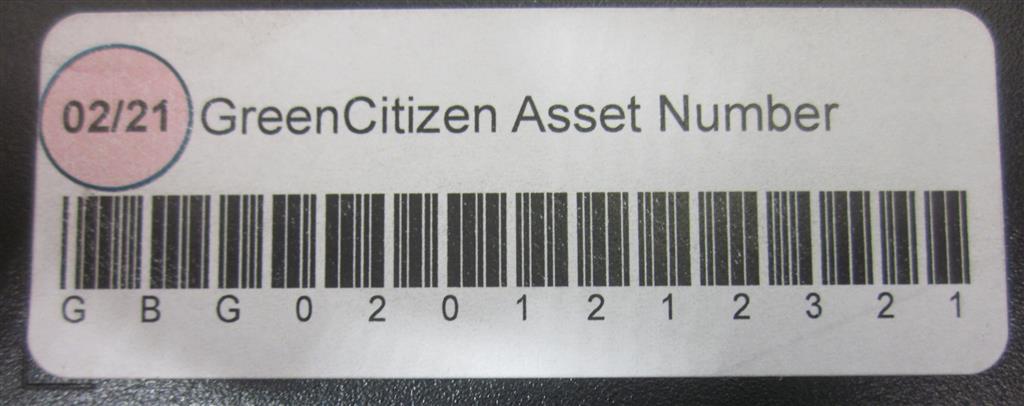 02/21 GreenCitizen Asset Number
G B G 0 2 0 1 2 1 2 3 2 1